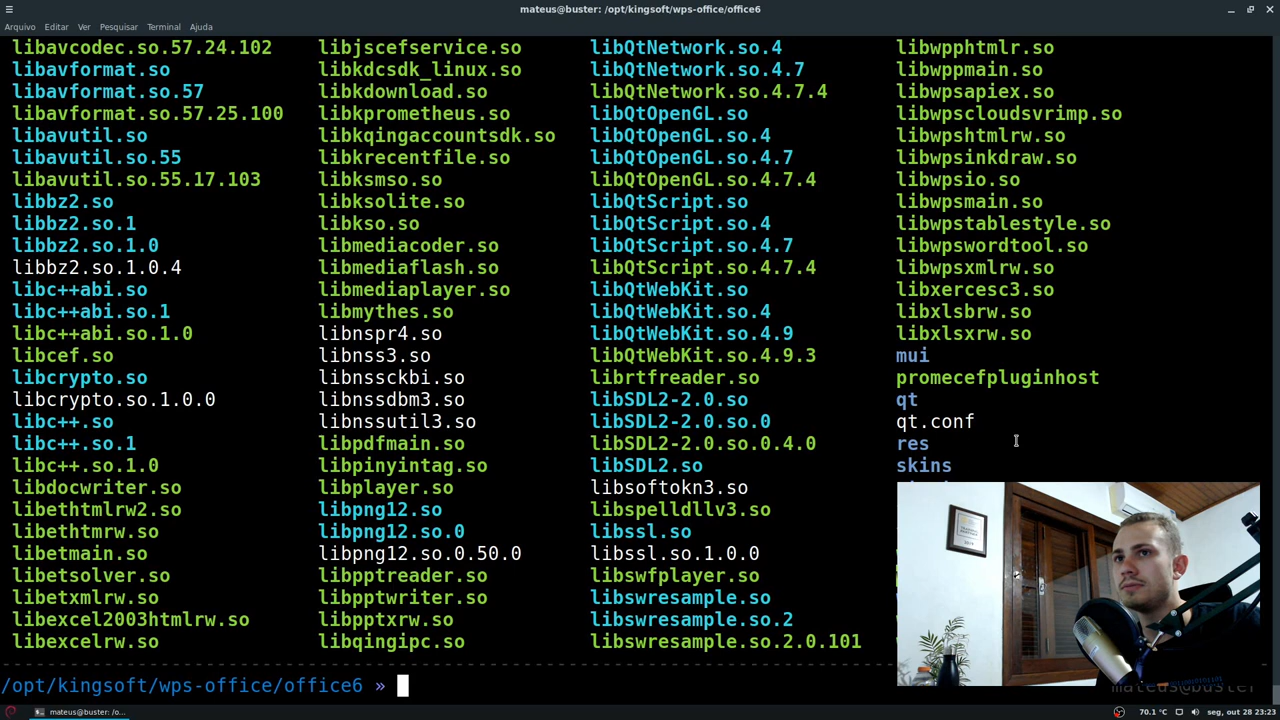 mateus@buster: /opt/kingsoft/wps-office/office6
Arquivo Editar Ver Pesquisar Terminal Ajuda
libavcodec.so.57.24.102 libjscefservice.so libQtNetwork.so.4 libwpphtmlr.so
libavformat.so libkdcsdk_linux.so libQtNetwork.so.4.7 libwppmain.so
libavformat.so.57 libkdownload.so libQtNetwork.so.4.7.4 libwpsapiex.so
libavformat.so.57.25.100 libkprometheus.so libQtOpenGL.so libwpscloudsvrimp.so
libavutil.so libkqingaccountsdk.so libQtOpenGL.so.4 libwpshtmlrw.so
libavutil.so.55 libkrecentfile.so libQtOpenGL.so.4.7 libwpsinkdraw.so
libavutil.so.55.17.103 libksmso.so libQtOpenGL.so.4.7.4 libwpsio.so
libbz2.so libksolite.so libQtScript.so libwpsmain.so
libbz2.so.1 libkso.so libQtScript.so.4 libwpstablestyle.so
libbz2.so.1.0 libmediacoder.so libQtScript.so.4.7 libwpswordtool.so
libbz2.so.1.0.4 libmediaflash.so libQtScript.so.4.7.4 libwpsxmlrw.so
libc++abi.so libmediaplayer.so libQtWebKit.so libxercesc3.so
libc++abi.so.1 libmythes.so libQtWebKit.so.4 libxlsbrw.so
libc++abi.so.1.0 libnspr4.so libQtWebKit.so.4.9 libxlsxrw.so
libcef.so libnss3.so libQtWebKit.so.4.9.3 mui
libcrypto.so libnssckbi.so librtfreader.so promecefpluginhost
libcrypto.so.1.0.0 libnssdbm3.so libSDL2-2.0.so qt
libc++.so libnssutil3.so libSDL2-2.0.so.0 qt.conf
libc++.so.1 libpdfmain.so libSDL2-2.0.so.0.4.0 res
libc++.so.1.0 libpinyintag.so libSDL2.so skins
libdocwriter.so libplayer.so libsoftokn3.so
libethtmlrw2.so libpng12.so libspelldllv3.so
libethtmrw.so libpng12.so.0 libssl.so
libetmain.so libpng12.so.0.50.0 libssl.so.1.0.0
libetsolver.so libpptreader.so libswfplayer.so
libetxmlrw.so libpptwriter.so libswresample.so
libexcel2003htmlrw.so libpptxrw.so libswresample.so.2
libexcelrw.so libqingipc.so libswresample.so.2.0.101
/opt/kingsoft/wps-office/office6 » mateus@buster
mateus@buster: /o... 70.1 °C seg, out 28 23:23